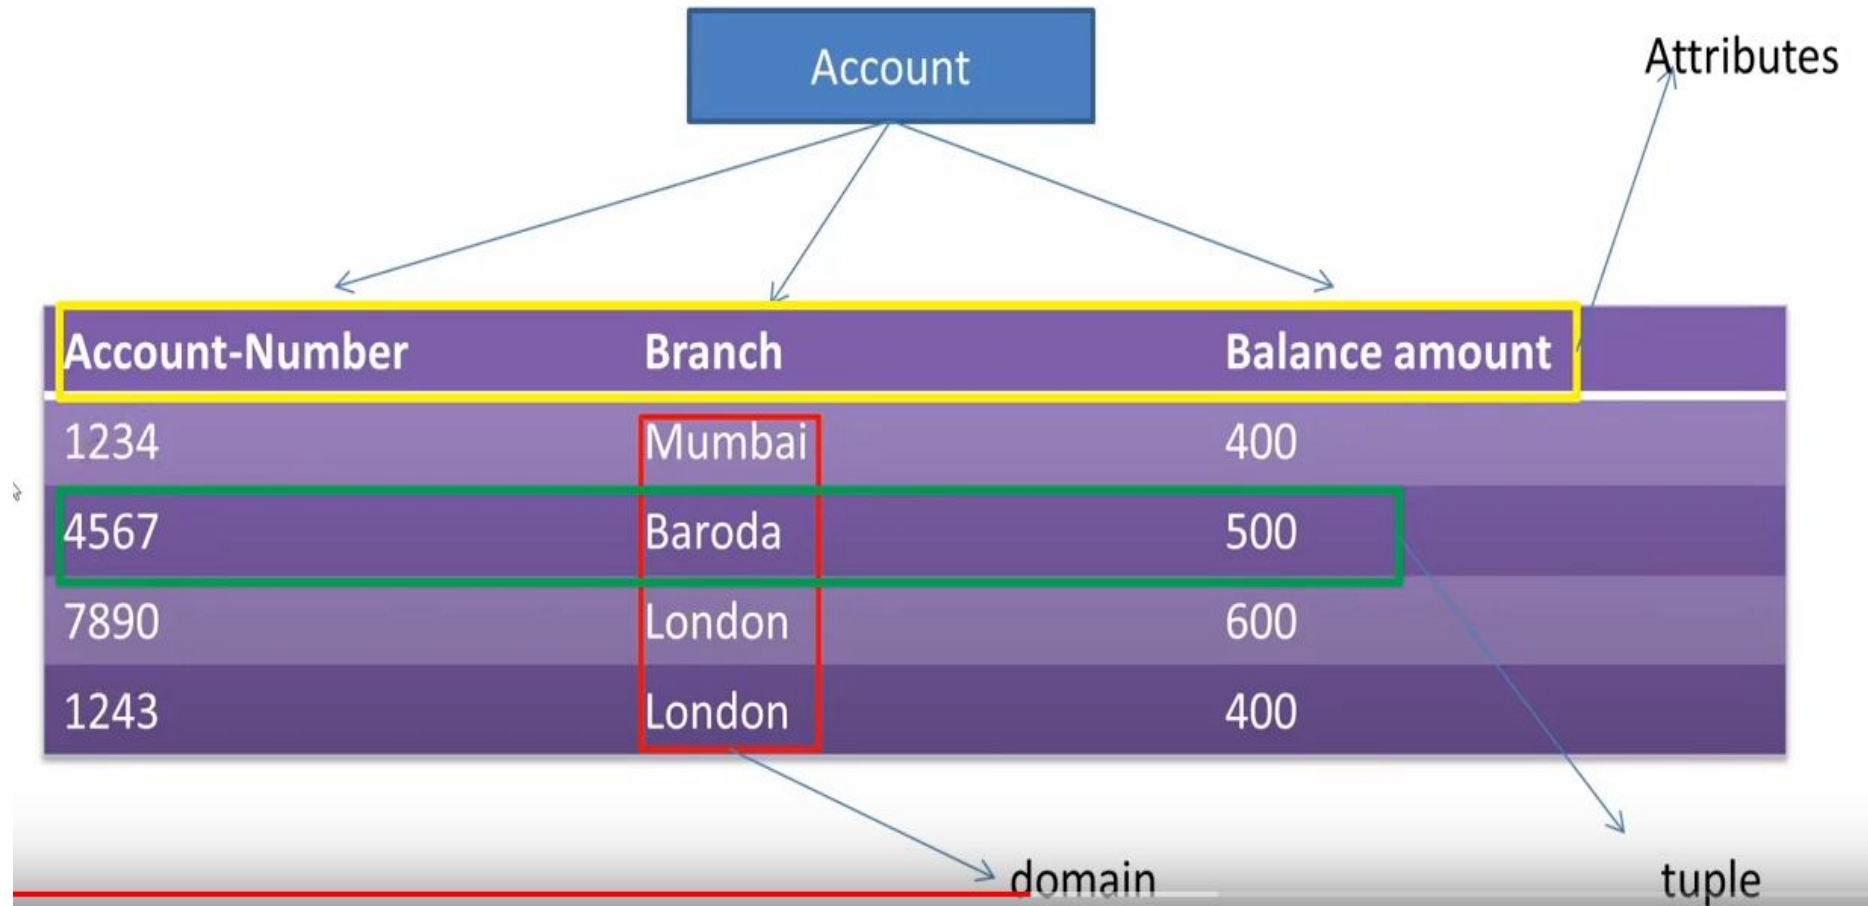 Account
Attributes
Account-Number Branch Balance amount
1234 Mumbai 400
4567 Baroda 500
7890 London 600
1243 London 400
domain tuple